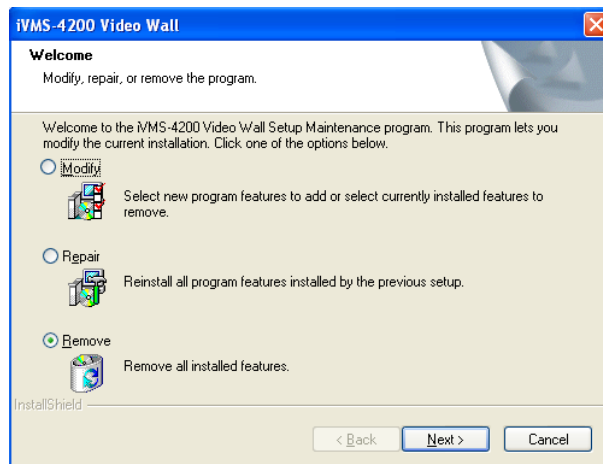 iVMS-4200 Video Wall
Welcome
Modify, repair, or remove the program.
Welcome to the iVMS-4200 Video Wall Setup Maintenance program. This program lets you
modify the current installation. Click one of the options below.
Modify
Select new program features to add or select currently installed features to
remove.
Repair
Reinstall all program features installed by the previous setup.
Remove
Remove all installed features.
InstallShield
< Back
Next >
Cancel